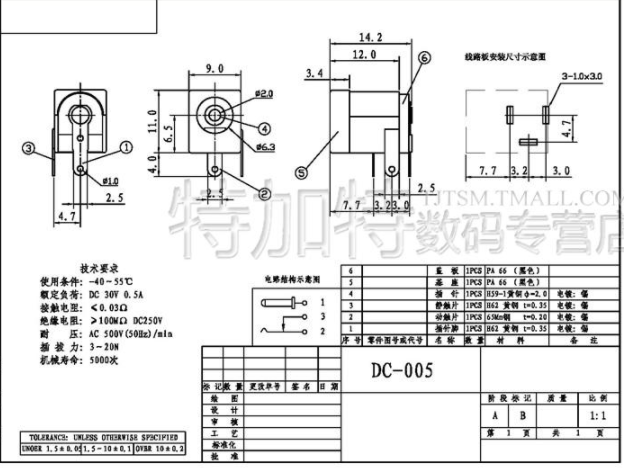 14.2
12.0
3.4
⑥
线路板安装尺寸示意图
3-1.0×3.0
4.7
7.7
3.2
3.0
9.0
11.0
6.5
4.0
ø2.0
④
ø6.3
②
2.5
③
①
ø1.0
2.5
4.7
⑤
2.5
7.7
3.2
3.0
特加特数码专营店
TJTSM.TMALL.COM
技术要求
使用条件: -40~55℃
额定负荷: DC 30V 0.5A
接触电阻: ≤0.03Ω
绝缘电阻: ≥100MΩ DC250V
耐 压: AC 500V(50Hz)/min
插 拔 力: 3~20N
机械寿命: 5000次
电路结构示意图
1
3
2
6 盖 板 1PCS PA 66 (黑色)
5 基 座 1PCS PA 66 (黑色)
4 插 针 1PCS H59-1黄铜 φ-2.0 电镀: 锡
3 静触片 1PCS H62 黄铜 t=0.35 电镀: 锡
2 动触片 1PCS 65Mn钢 t=0.20 电镀: 锡
1 插针脚 1PCS H62 黄铜 t=0.35 电镀: 锡
序 号 零件图号或代号 名 称 数 量 材 料 备 注
DC-005
标 记 数 量 更改单号 签 名 日 期
绘 图
设 计
审 核
工 艺
标准化
批 准
阶 段 标 记 质 量 比 例
A B 1:1
第 1 页 共 1 页
TOLERANCE: UNLESS OTHERWISE SPECIFIED
UNDER 1.5±0.05 1.5-10±0.1 OVER 10±0.2